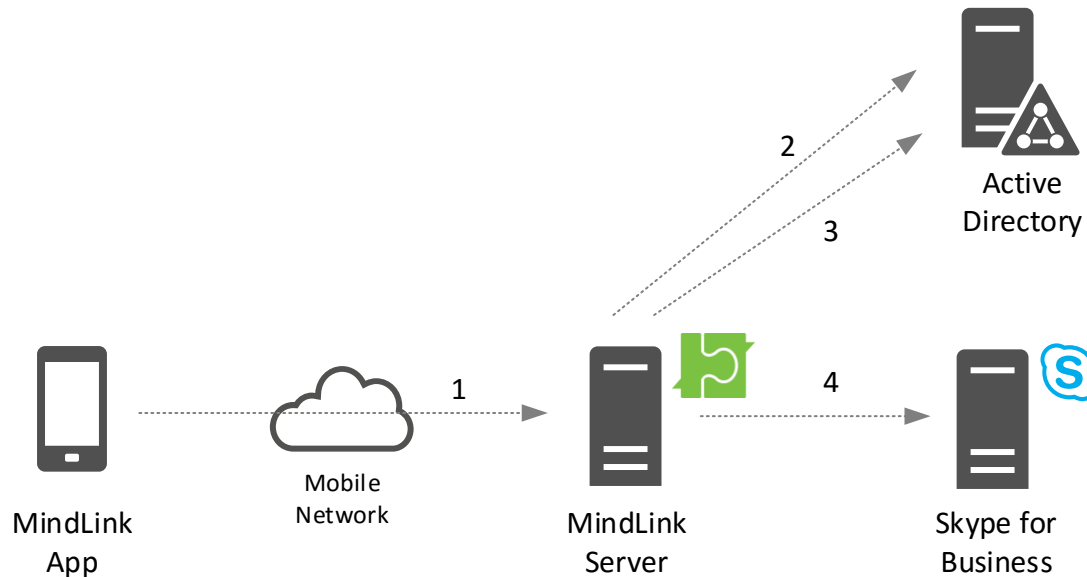 2
Active
Directory
3
1
4
Mobile
Network
MindLink
App
MindLink
Server
Skype for
Business
S